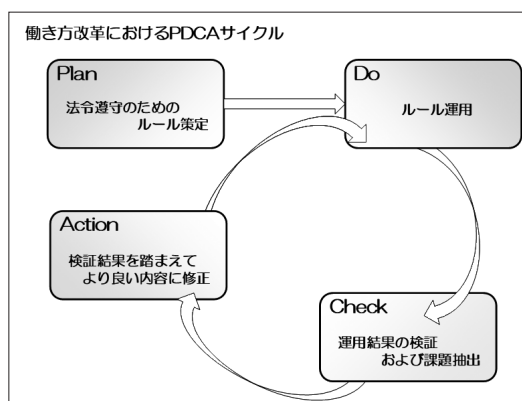 働き方改革におけるPDCAサイクル
Plan
法令遵守のための
ルール策定
Do
ルール運用
Action
検証結果を踏まえて
より良い内容に修正
Check
運用結果の検証
および課題抽出